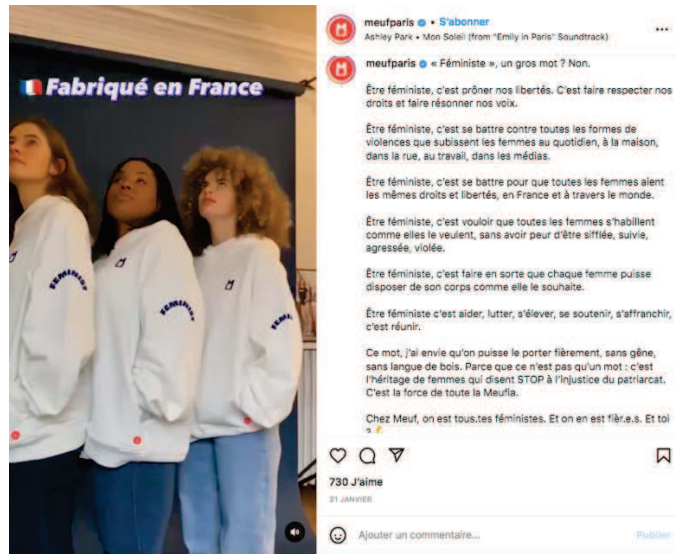 Fabriqué en France
FEMINIST
FEMINIST
FEMINI
meufparis • S'abonner
Ashley Park • Mon Soleil (from "Emily in Paris" Soundtrack)
meufparis « Féministe », un gros mot ? Non.
Être féministe, c'est prôner nos libertés. C'est faire respecter nos
droits et faire résonner nos voix.
Être féministe, c'est se battre contre toutes les formes de
violences que subissent les femmes au quotidien, à la maison,
dans la rue, au travail, dans les médias.
Être féministe, c'est se battre pour que toutes les femmes aient
les mêmes droits et libertés, en France et à travers le monde.
Être féministe, c'est vouloir que toutes les femmes s'habillent
comme elles le veulent, sans avoir peur d'être sifflée, suivie,
agressée, violée.
Être féministe, c'est faire en sorte que chaque femme puisse
disposer de son corps comme elle le souhaite.
Être féministe c'est aider, lutter, s'élever, se soutenir, s'affranchir,
c'est réunir.
Ce mot, j'ai envie qu'on puisse le porter fièrement, sans gêne,
sans langue de bois. Parce que ce n'est pas qu'un mot : c'est
l'héritage de femmes qui disent STOP à l'injustice du patriarcat.
C'est la force de toute la Meufia.
Chez Meuf, on est tous.tes féministes. Et on en est fièr.e.s. Et toi
?
730 J'aime
31 JANVIER
Ajouter un commentaire...
Publier